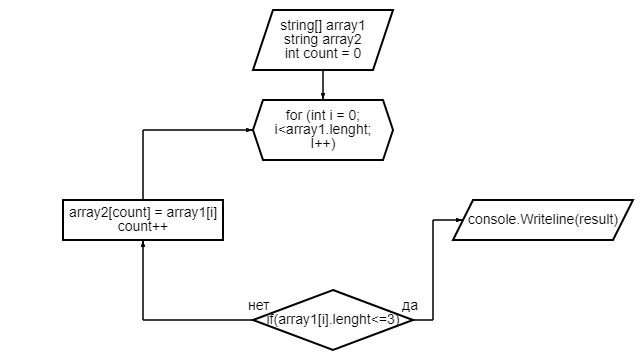 string[] array1
string array2
int count = 0
for (int i = 0;
i<array1.lenght;
I++)
array2[count] = array1[i]
count++
console.Writeline(result)
нет
да
if(array1[i].lenght<=3)